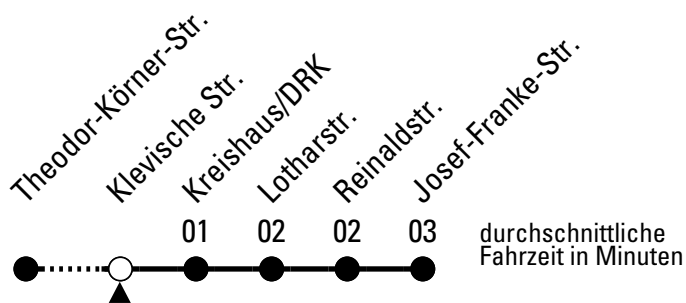 Theodor-Körner-Str.
Klevische Str.
Kreishaus/DRK
Lotharstr.
Reinaldstr.
Josef-Franke-Str.
01 02 02 03
durchschnittliche
Fahrzeit in Minuten